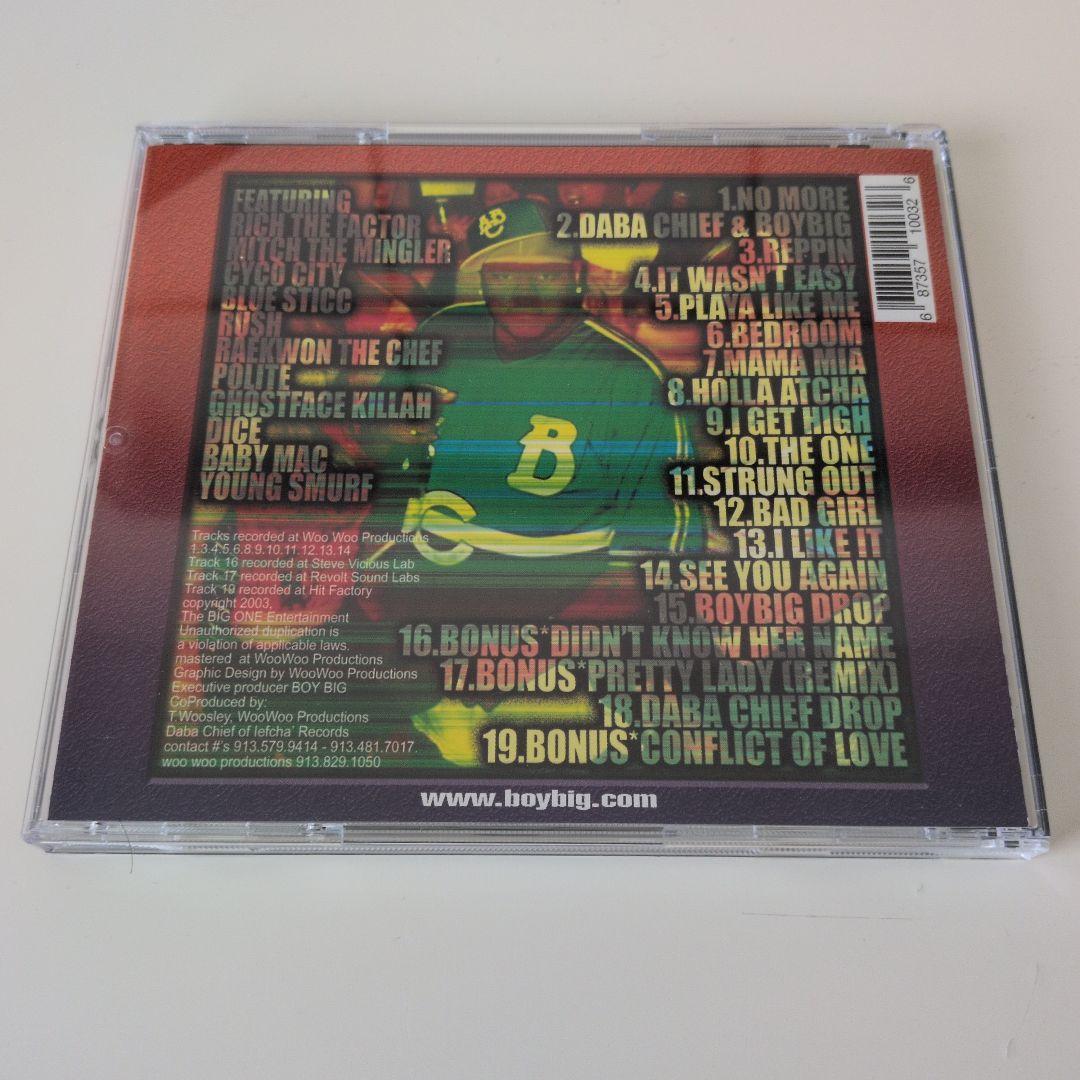 FEATURING
RICH THE FACTOR
MITCH THE MINGLER
CYCO CITY
BLUE STICC
RUSH
RAEKWON THE CHEF
POLITE
GHOSTFACE KILLAH
DICE
BABY MAC
YOUNG SMURF
Tracks recorded at Woo Woo Productions
1.3.4.5.6.8.9.10.11.12.13.14
Track 16 recorded at Steve Vicious Lab
Track 17 recorded at Revolt Sound Labs
Track 19 recorded at Hit Factory
copyright 2003,
The BIG ONE Entertainment
Unauthorized duplication is
a violation of applicable laws.
mastered at WooWoo Productions
Graphic Design by WooWoo Productions
Executive producer BOY BIG
CoProduced by:
T.Woosley, WooWoo Productions
Daba Chief of lefcha' Records
contact #'s 913.579.9414 - 913.481.7017.
woo woo productions 913.829.1050
ABC
B
C
1.NO MORE
2.DABA CHIEF & BOYBIG
3.REPPIN
4.IT WASN'T EASY
5.PLAYA LIKE ME
6.BEDROOM
7.MAMA MIA
8.HOLLA ATCHA
9.I GET HIGH
10.THE ONE
11.STRUNG OUT
12.BAD GIRL
13.I LIKE IT
14.SEE YOU AGAIN
15.BOYBIG DROP
16.BONUS*DIDN'T KNOW HER NAME
17.BONUS*PRETTY LADY (REMIX)
18.DABA CHIEF DROP
19.BONUS*CONFLICT OF LOVE
6 87357 10032 6
www.boybig.com